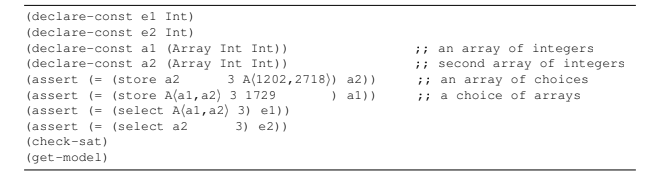 (declare-const e1 Int)
(declare-const e2 Int)
(declare-const a1 (Array Int Int)) ;; an array of integers
(declare-const a2 (Array Int Int)) ;; second array of integers
(assert (= (store a2 3 A⟨1202,2718⟩) a2)) ;; an array of choices
(assert (= (store A⟨a1,a2⟩ 3 1729 ) a1)) ;; a choice of arrays
(assert (= (select A⟨a1,a2⟩ 3) e1))
(assert (= (select a2 3) e2))
(check-sat)
(get-model)